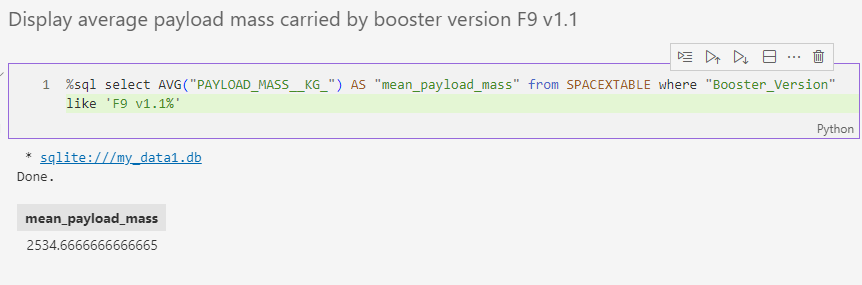 Display average payload mass carried by booster version F9 v1.1
1 %sql select AVG("PAYLOAD_MASS__KG_") AS "mean_payload_mass" from SPACEXTABLE where "Booster_Version"
like 'F9 v1.1%'
Python
* sqlite:///my_data1.db
Done.
mean_payload_mass
2534.6666666666665